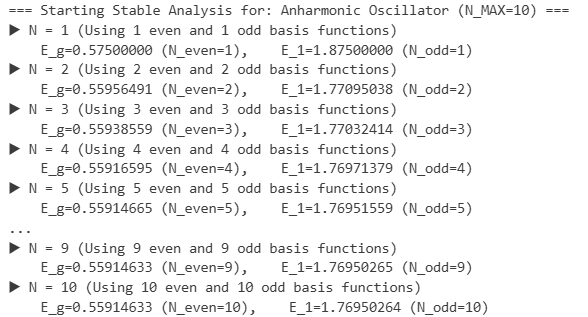 === Starting Stable Analysis for: Anharmonic Oscillator (N_MAX=10) ===
▶ N = 1 (Using 1 even and 1 odd basis functions)
E_g=0.57500000 (N_even=1), E_1=1.87500000 (N_odd=1)
▶ N = 2 (Using 2 even and 2 odd basis functions)
E_g=0.55956491 (N_even=2), E_1=1.77095038 (N_odd=2)
▶ N = 3 (Using 3 even and 3 odd basis functions)
E_g=0.55938559 (N_even=3), E_1=1.77032414 (N_odd=3)
▶ N = 4 (Using 4 even and 4 odd basis functions)
E_g=0.55916595 (N_even=4), E_1=1.76971379 (N_odd=4)
▶ N = 5 (Using 5 even and 5 odd basis functions)
E_g=0.55914665 (N_even=5), E_1=1.76951559 (N_odd=5)
...
▶ N = 9 (Using 9 even and 9 odd basis functions)
E_g=0.55914633 (N_even=9), E_1=1.76950265 (N_odd=9)
▶ N = 10 (Using 10 even and 10 odd basis functions)
E_g=0.55914633 (N_even=10), E_1=1.76950264 (N_odd=10)